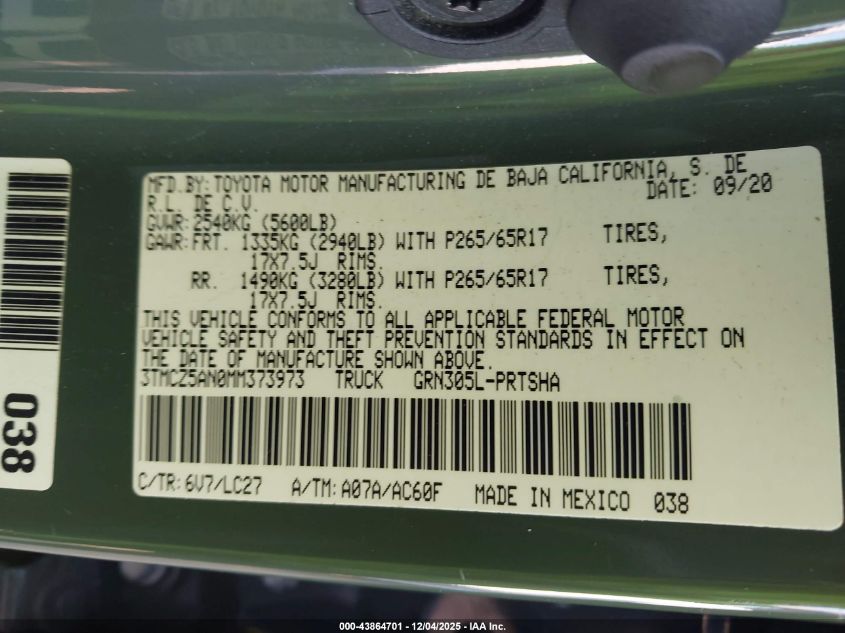 MFD.BY: TOYOTA MOTOR MANUFACTURING DE BAJA CALIFORNIA, S. DE
R.L. DE C.V. DATE: 09/20
GVWR: 2540KG (5600LB)
GAWR: FRT. 1335KG (2940LB) WITH P265/65R17 TIRES,
17X7.5J RIMS.
RR. 1490KG (3280LB) WITH P265/65R17 TIRES,
17X7.5J RIMS.
THIS VEHICLE CONFORMS TO ALL APPLICABLE FEDERAL MOTOR
VEHICLE SAFETY AND THEFT PREVENTION STANDARDS IN EFFECT ON
THE DATE OF MANUFACTURE SHOWN ABOVE.
3TMCZ5AN0MM373973 TRUCK GRN305L-PRTSHA
C/TR: 6V7/LC27 A/TM: A07A/AC60F MADE IN MEXICO 038
038
000-43864701 - 12/04/2025 - IAA Inc.